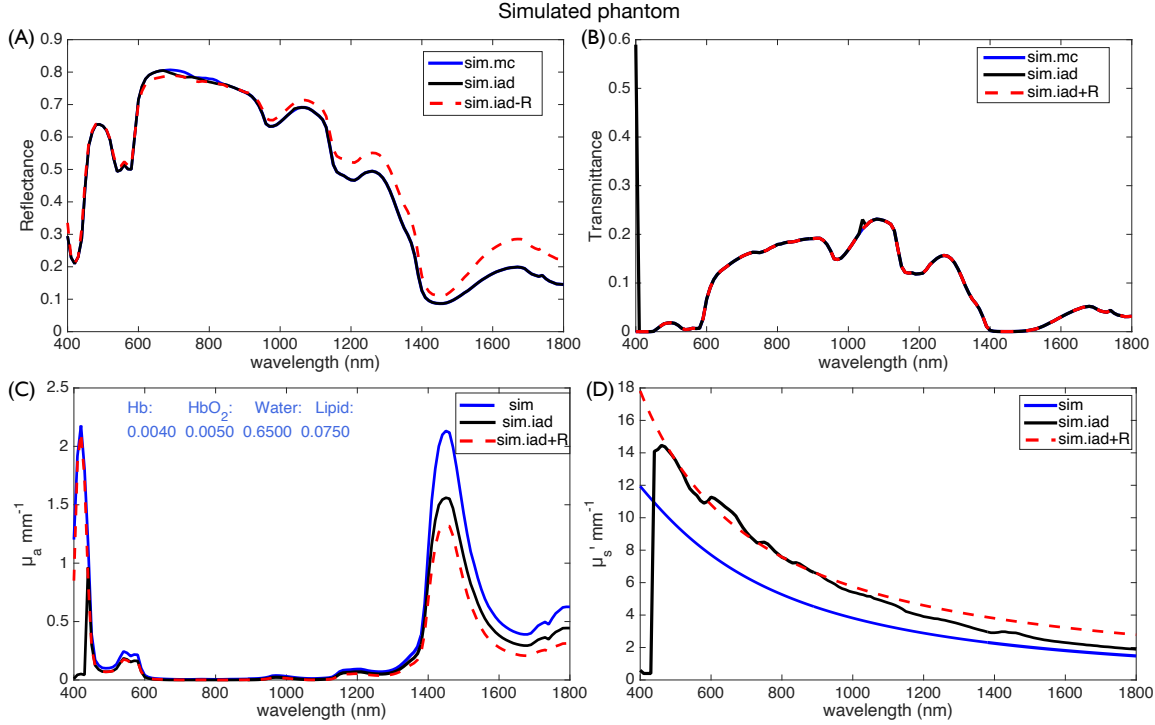 Simulated phantom
(A)
0.9
0.8
0.7
0.6
0.5
0.4
0.3
0.2
0.1
0
Reflectance
400 600 800 1000 1200 1400 1600 1800
wavelength (nm)
sim.mc
sim.iad
sim.iad-R
(B)
0.6
0.5
0.4
0.3
0.2
0.1
0
Transmittance
400 600 800 1000 1200 1400 1600 1800
wavelength (nm)
sim.mc
sim.iad
sim.iad+R
(C)
2.5
2
1.5
1
0.5
0
μa mm-1
400 600 800 1000 1200 1400 1600 1800
wavelength (nm)
Hb: HbO2: Water: Lipid:
0.0040 0.0050 0.6500 0.0750
sim
sim.iad
sim.iad+R
(D)
18
16
14
12
10
8
6
4
2
0
μs' mm-1
400 600 800 1000 1200 1400 1600 1800
wavelength (nm)
sim
sim.iad
sim.iad+R